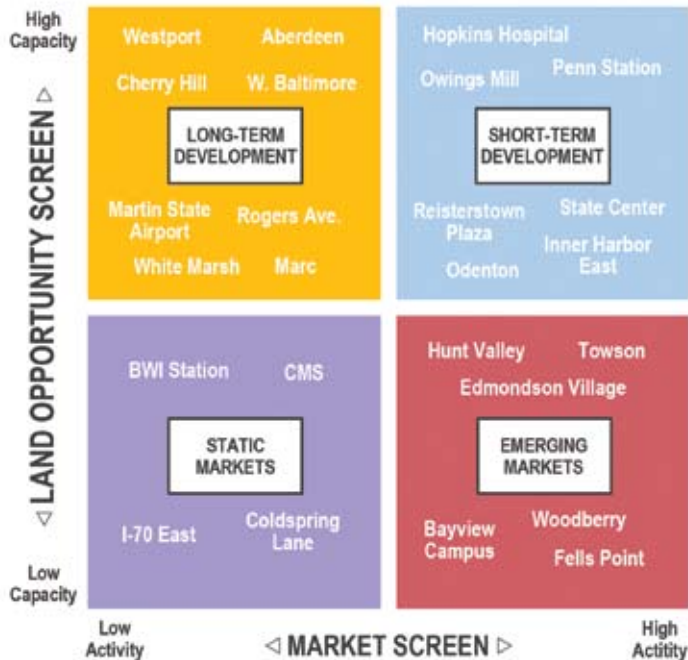 High
Capacity
Westport
Aberdeen
Cherry Hill
W. Baltimore
LONG-TERM
DEVELOPMENT
Martin State
Airport
Rogers Ave.
White Marsh
Marc
Hopkins Hospital
Owings Mill
Penn Station
SHORT-TERM
DEVELOPMENT
Reisterstown
Plaza
State Center
Inner Harbor
East
Odenton
◁ LAND OPPORTUNITY SCREEN ▷
BWI Station
CMS
STATIC
MARKETS
I-70 East
Coldspring
Lane
Hunt Valley
Towson
Edmondson Village
EMERGING
MARKETS
Bayview
Campus
Woodberry
Fells Point
Low
Capacity
Low
Activity
◁ MARKET SCREEN ▷
High
Actitity